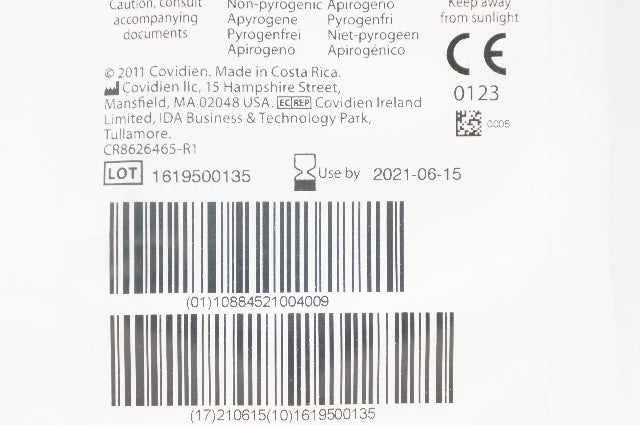 Caution, consult
accompanying
documents
Non-pyrogenic Apirógeno
Apyrogene Pyrogenfri
Pyrogenfrei Niet-pyrogeen
Apirogeno Apirogénico
Keep away
from sunlight
CE
0123
0005
© 2011 Covidien. Made in Costa Rica.
Covidien llc, 15 Hampshire Street,
Mansfield, MA 02048 USA. EC REP Covidien Ireland
Limited, IDA Business & Technology Park,
Tullamore.
CR8626465-R1
LOT 1619500135 Use by 2021-06-15
(01)10884521004009
(17)210615(10)1619500135